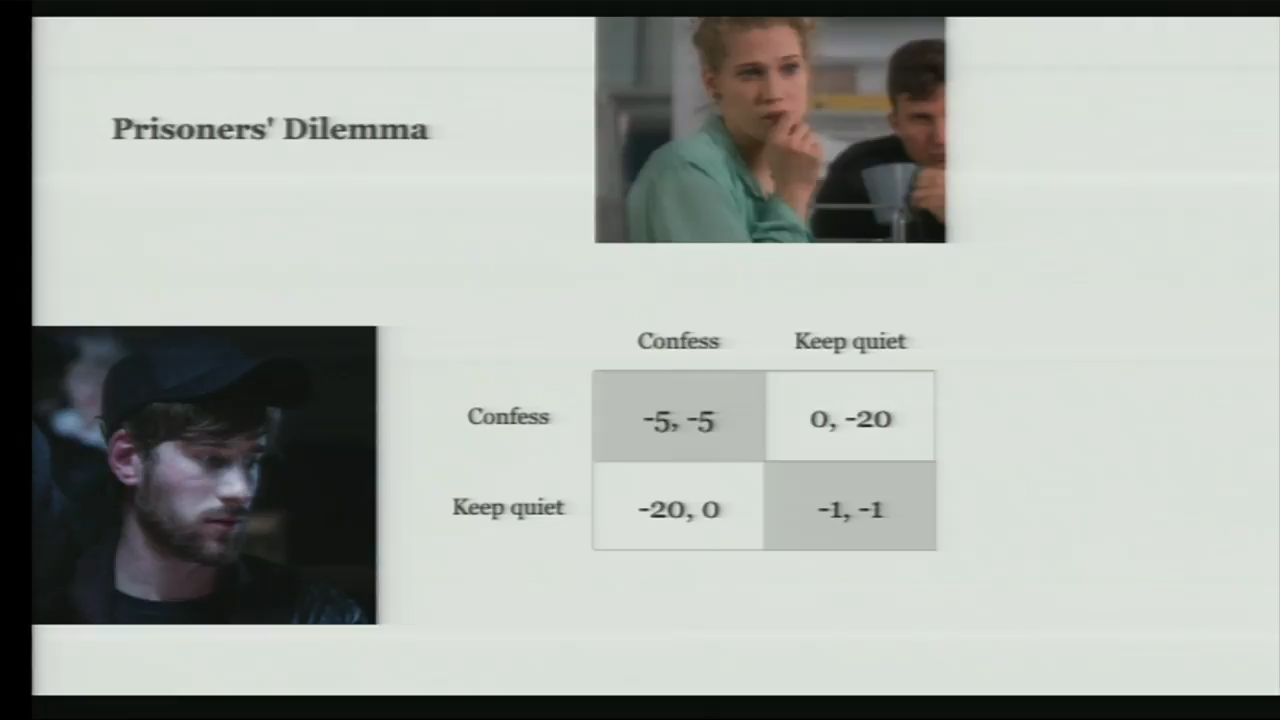 Prisoners' Dilemma
Confess Keep quiet
Confess -5, -5 0, -20
Keep quiet -20, 0 -1, -1